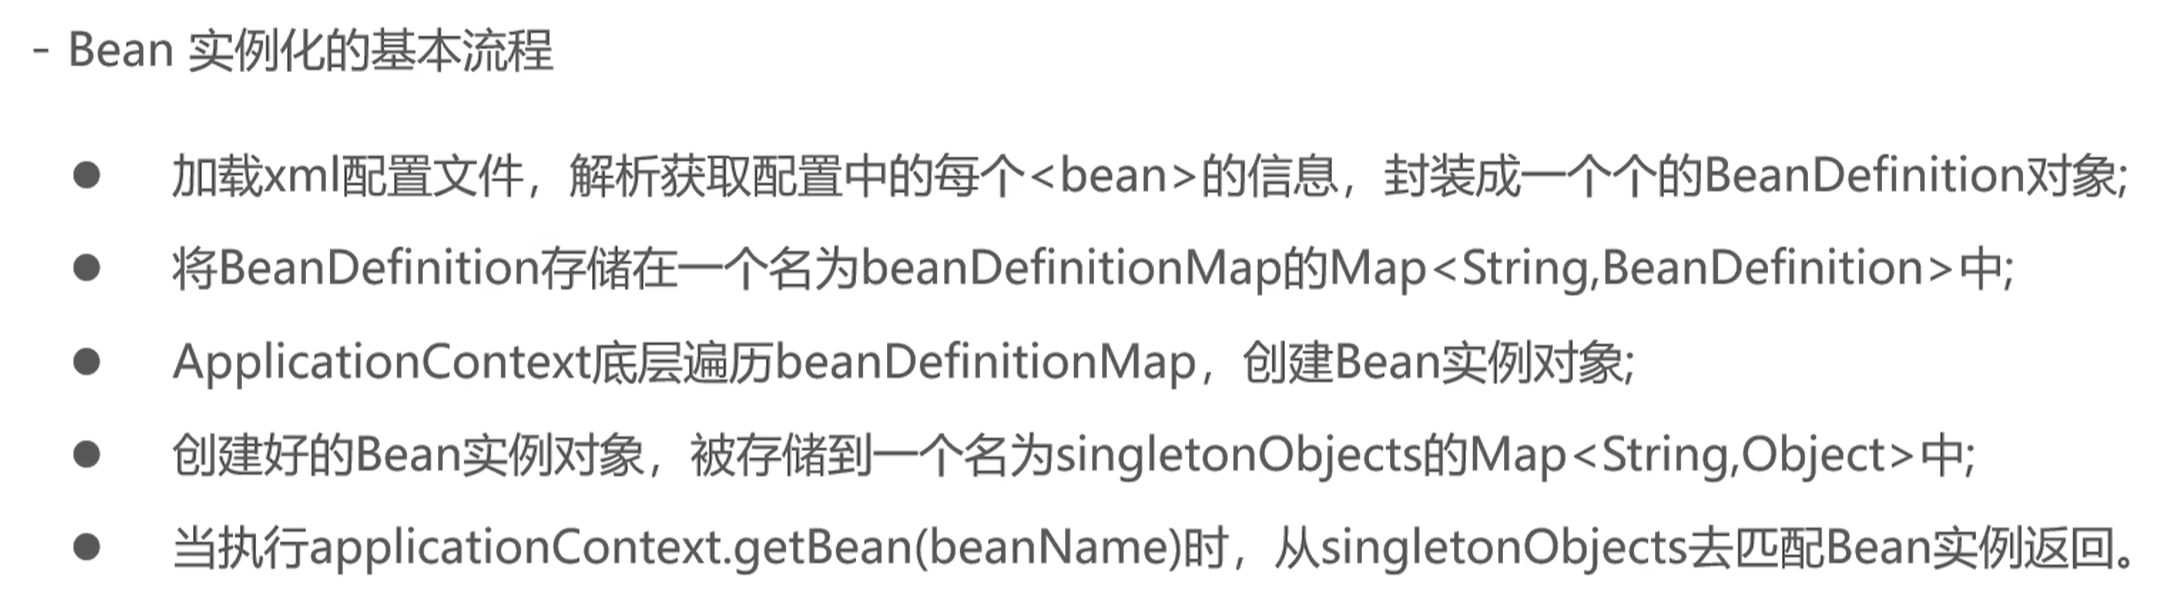 - Bean 实例化的基本流程
● 加载xml配置文件，解析获取配置中的每个<bean>的信息，封装成一个个的BeanDefinition对象;
● 将BeanDefinition存储在一个名为beanDefinitionMap的Map<String,BeanDefinition>中;
● ApplicationContext底层遍历beanDefinitionMap，创建Bean实例对象;
● 创建好的Bean实例对象，被存储到一个名为singletonObjects的Map<String,Object>中;
● 当执行applicationContext.getBean(beanName)时，从singletonObjects去匹配Bean实例返回。